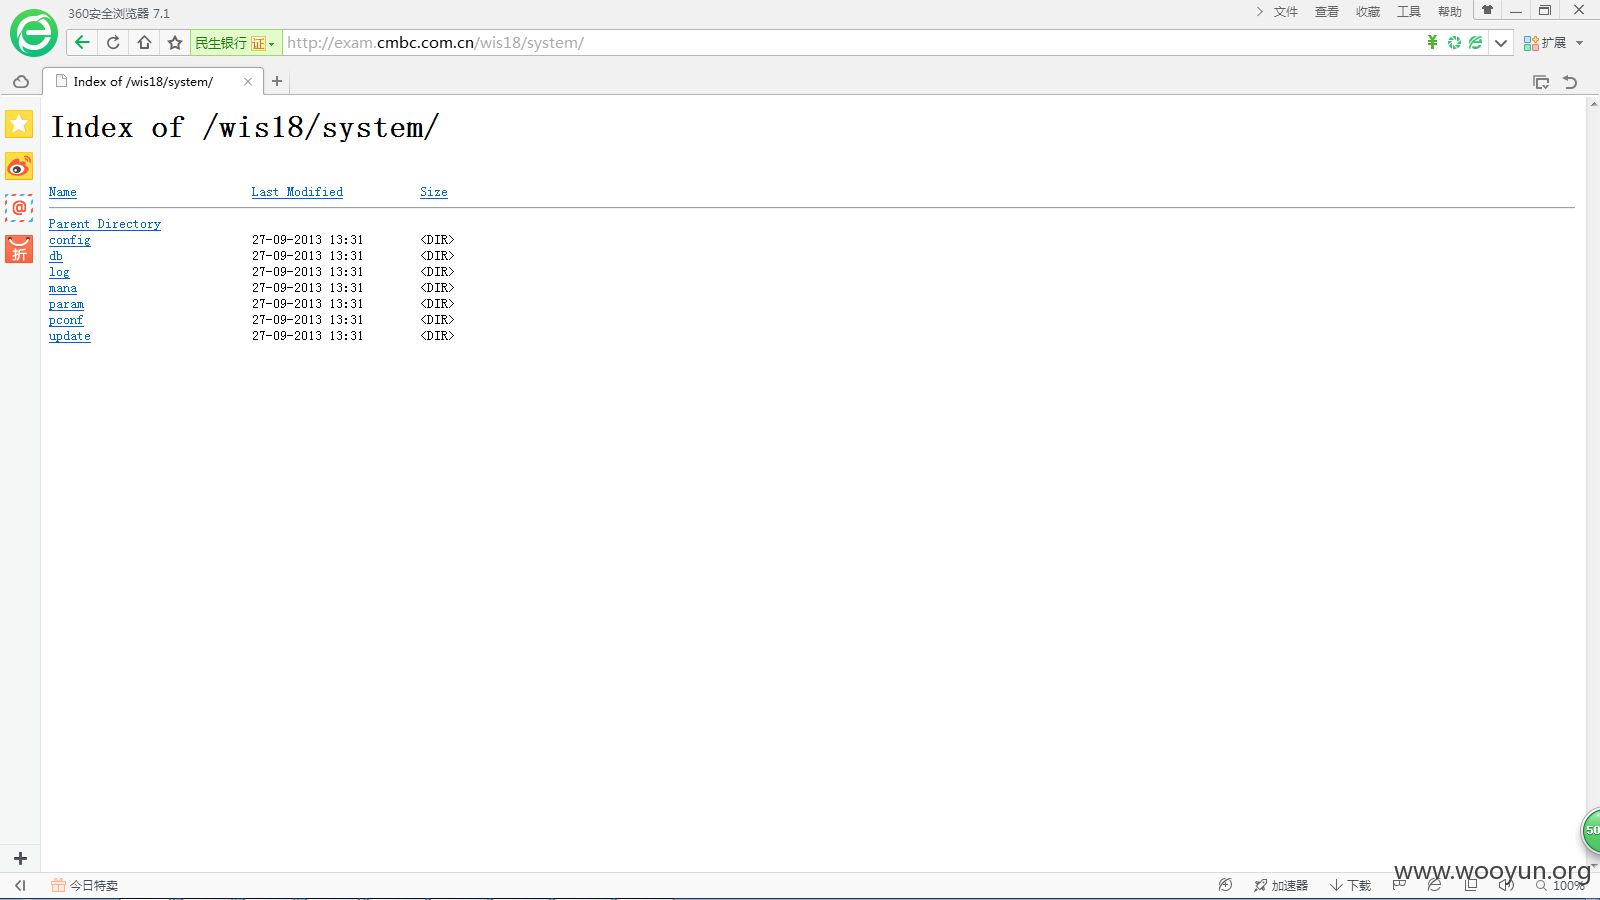 360安全浏览器 7.1
文件 查看 收藏 工具 帮助
民生银行 证 http://exam.cmbc.com.cn/wis18/system/
扩展
Index of /wis18/system/
Index of /wis18/system/
Name Last Modified Size
Parent Directory
config 27-09-2013 13:31 <DIR>
db 27-09-2013 13:31 <DIR>
log 27-09-2013 13:31 <DIR>
mana 27-09-2013 13:31 <DIR>
param 27-09-2013 13:31 <DIR>
pconf 27-09-2013 13:31 <DIR>
update 27-09-2013 13:31 <DIR>
@
折
50
www.wooyun.org
今日特卖 加速器 下载 100%